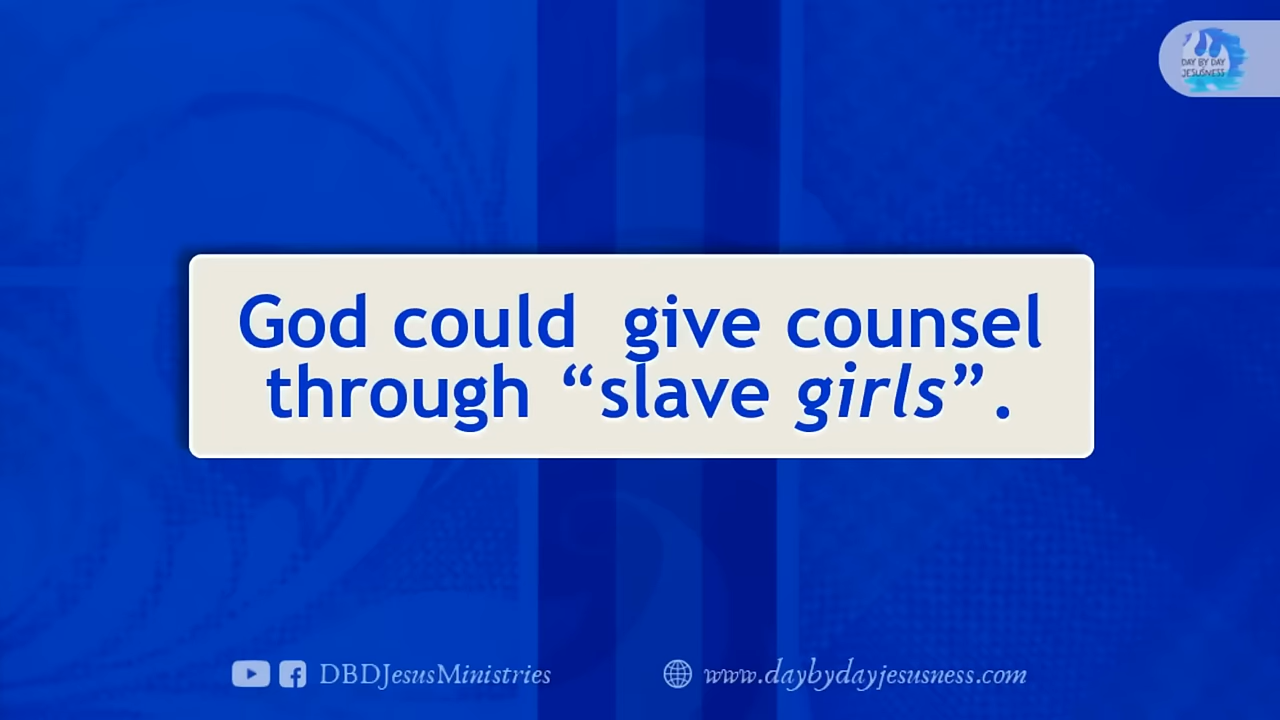 DAY BY DAY
JESUSNESS
God could  give counsel
through “slave girls”.
DBDJesusMinistries
www.daybydayjesusness.com